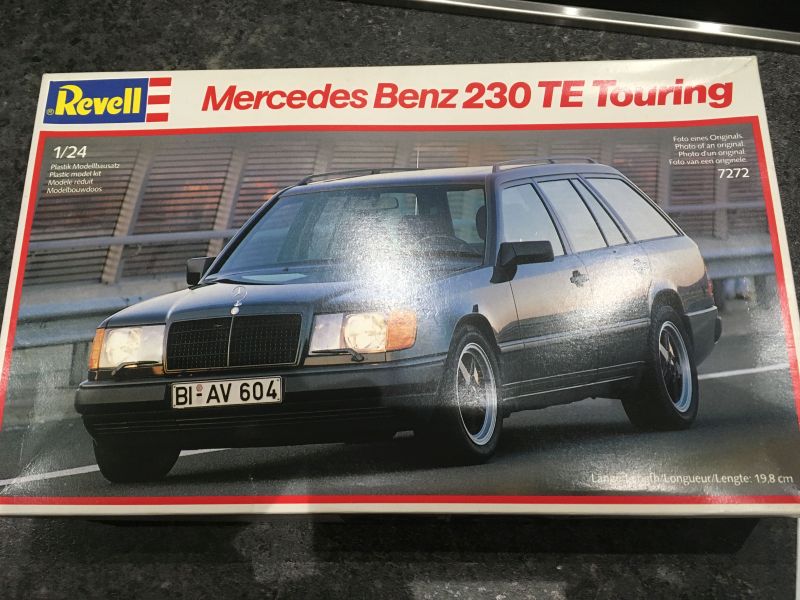 Revell
Mercedes Benz 230 TE Touring
1/24
Plastik Modellbausatz
Plastic model kit
Modele reduit
Modelbouwdoos
Foto eines Originals.
Photo of an original.
Photo d'un original.
Foto van een originele.
7272
BI-AV 604
Länge/Length/Longueur/Lengte: 19,8 cm